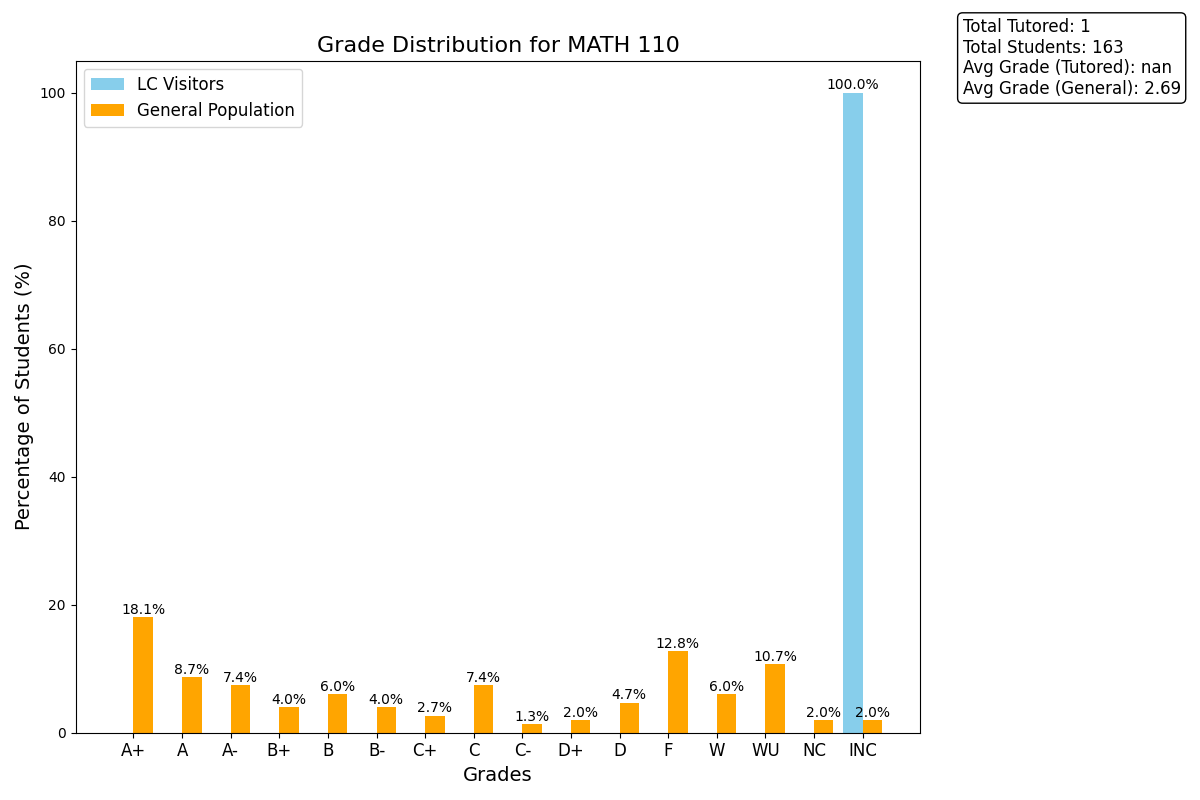 Grade Distribution for MATH 110
Total Tutored: 1
Total Students: 163
Avg Grade (Tutored): nan
Avg Grade (General): 2.69
LC Visitors
General Population
Percentage of Students (%)
100
80
60
40
20
0
18.1%
8.7%
7.4%
4.0%
6.0%
4.0%
2.7%
7.4%
1.3%
2.0%
4.7%
12.8%
6.0%
10.7%
2.0%
100.0%
2.0%
A+ A A- B+ B B- C+ C C- D+ D F W WU NC INC
Grades